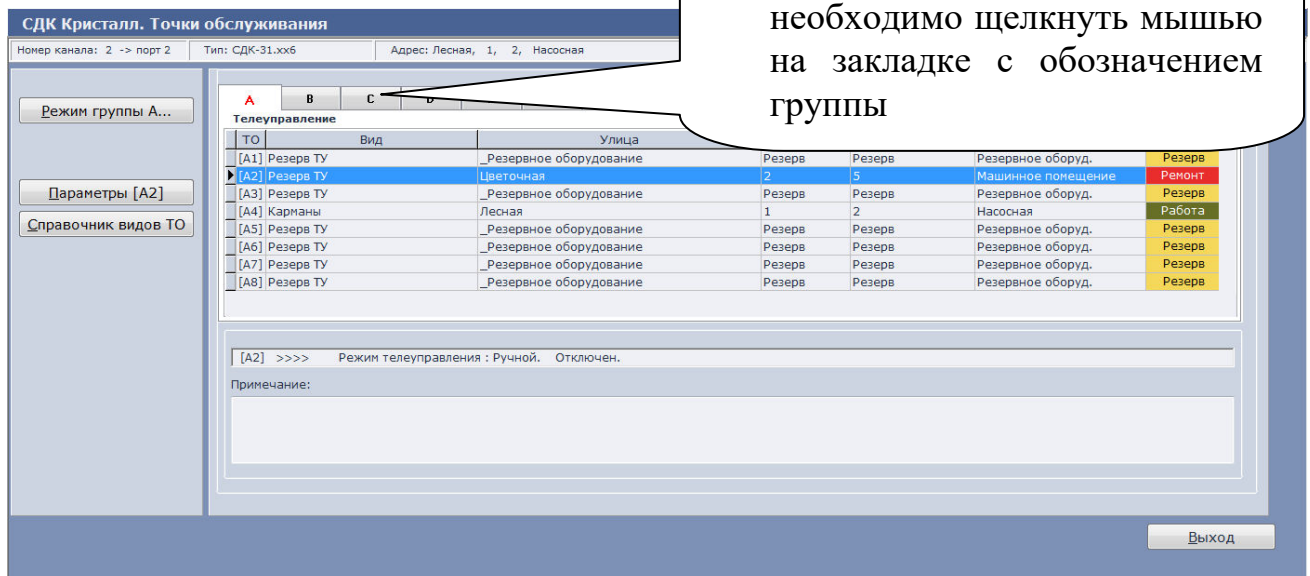 необходимо щелкнуть мышью
на закладке с обозначением
группы
СДК Кристалл. Точки обслуживания
Номер канала: 2 -> порт 2 Тип: СДК-31.xx6 Адрес: Лесная, 1, 2, Насосная
Режим группы A...
Параметры [A2]
Справочник видов ТО
A B C D
Телеуправление
ТО Вид Улица
[A1] Резерв ТУ _Резервное оборудование Резерв Резерв Резервное оборуд. Резерв
[A2] Резерв ТУ Цветочная 2 5 Машинное помещение Ремонт
[A3] Резерв ТУ _Резервное оборудование Резерв Резерв Резервное оборуд. Резерв
[A4] Карманы Лесная 1 2 Насосная Работа
[A5] Резерв ТУ _Резервное оборудование Резерв Резерв Резервное оборуд. Резерв
[A6] Резерв ТУ _Резервное оборудование Резерв Резерв Резервное оборуд. Резерв
[A7] Резерв ТУ _Резервное оборудование Резерв Резерв Резервное оборуд. Резерв
[A8] Резерв ТУ _Резервное оборудование Резерв Резерв Резервное оборуд. Резерв
[A2] >>>> Режим телеуправления : Ручной. Отключен.
Примечание:
Выход